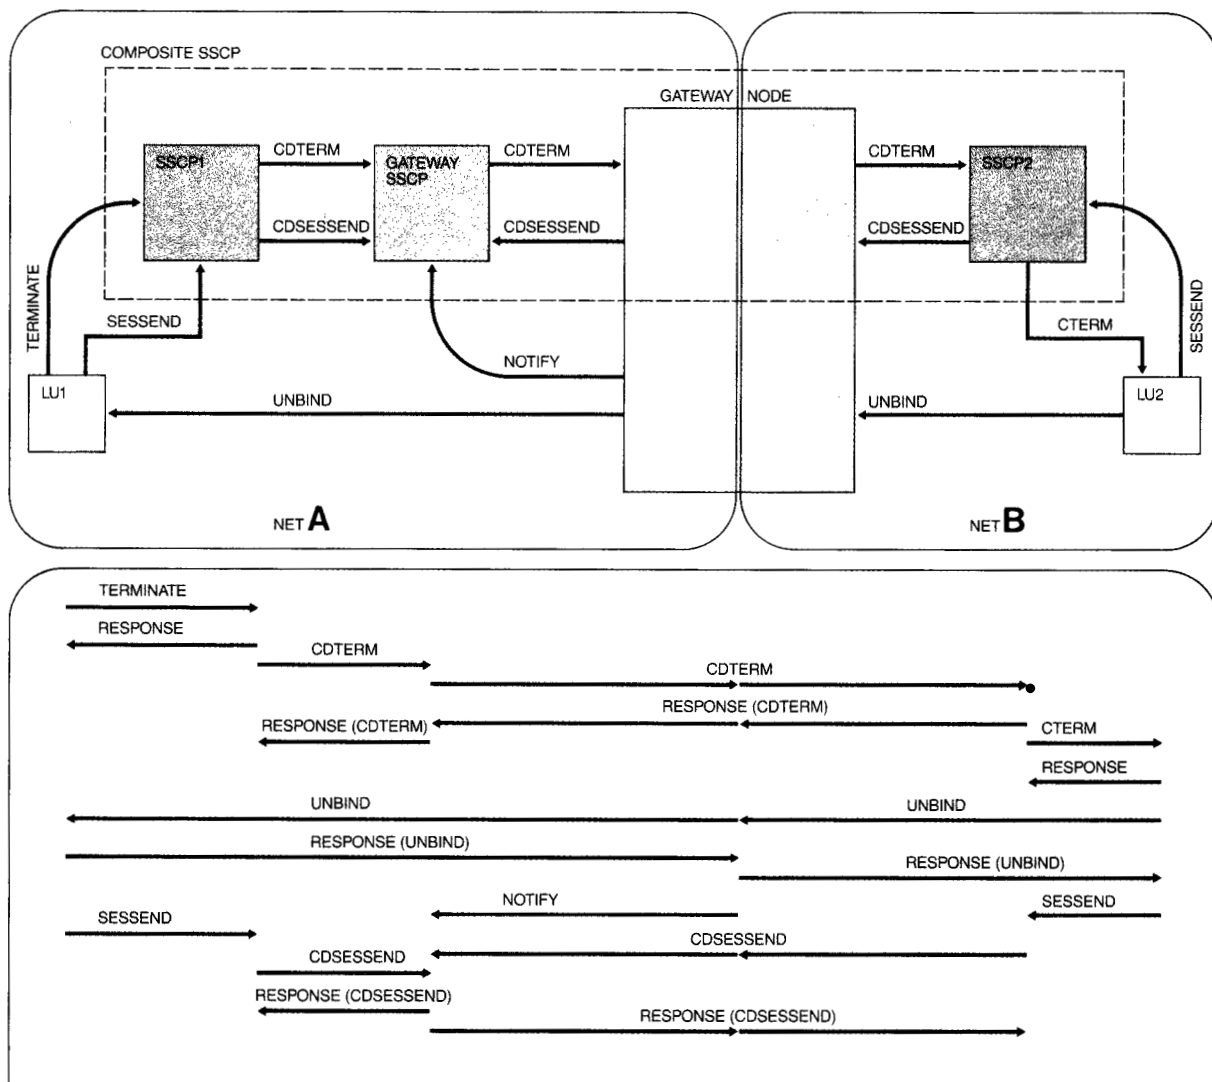 COMPOSITE SSCP
GATEWAY NODE
SSCP1
CDTERM
GATEWAY
SSCP
CDTERM
CDTERM
SSCP2
CDSESSEND
CDSESSEND
CDSESSEND
TERMINATE
SESSEND
NOTIFY
CTERM
SESSEND
LU1
UNBIND
UNBIND
LU2
NET A
NET B
TERMINATE
RESPONSE
CDTERM
CDTERM
RESPONSE (CDTERM)
RESPONSE (CDTERM)
CTERM
RESPONSE
UNBIND
UNBIND
RESPONSE (UNBIND)
RESPONSE (UNBIND)
NOTIFY
SESSEND
SESSEND
CDSESSEND
CDSESSEND
RESPONSE (CDSESSEND)
RESPONSE (CDSESSEND)